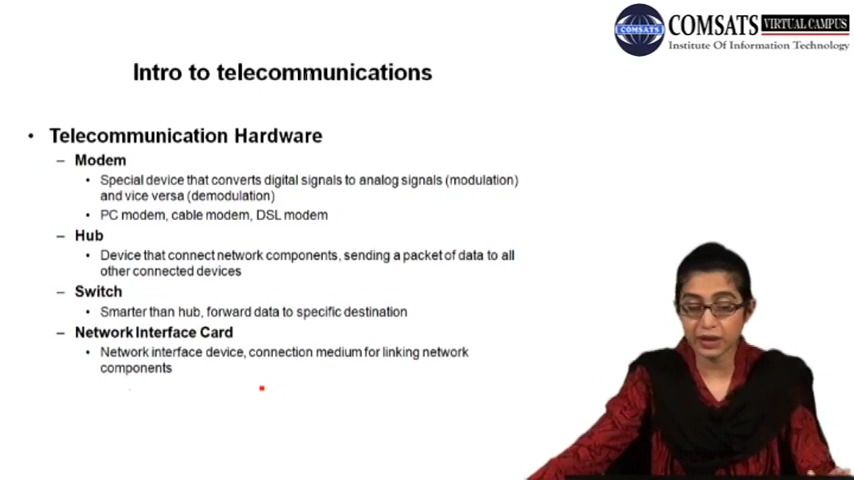 COMSATS VIRTUAL CAMPUS
COMSATS
Institute Of Information Technology
Intro to telecommunications
• Telecommunication Hardware
– Modem
• Special device that converts digital signals to analog signals (modulation)
and vice versa (demodulation)
• PC modem, cable modem, DSL modem
– Hub
• Device that connect network components, sending a packet of data to all
other connected devices
– Switch
• Smarter than hub, forward data to specific destination
– Network Interface Card
• Network interface device, connection medium for linking network
components